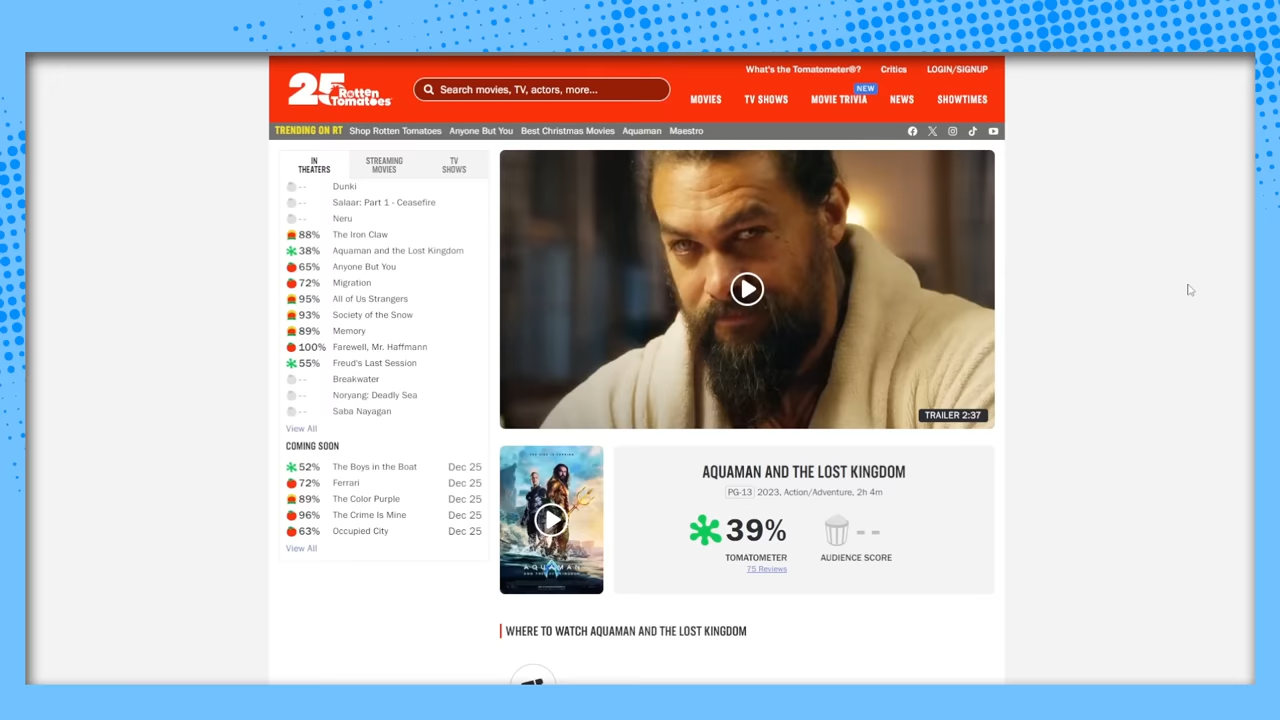 What's the Tomatometer®?
Critics
LOGIN/SIGNUP
25 Rotten Tomatoes
Search movies, TV, actors, more...
NEW
MOVIES
TV SHOWS
MOVIE TRIVIA
NEWS
SHOWTIMES
TRENDING ON RT Shop Rotten Tomatoes Anyone But You Best Christmas Movies Aquaman Maestro
IN THEATERS
STREAMING MOVIES
TV SHOWS
-- Dunki
-- Salaar: Part 1 - Ceasefire
-- Neru
88% The Iron Claw
38% Aquaman and the Lost Kingdom
65% Anyone But You
72% Migration
95% All of Us Strangers
93% Society of the Snow
89% Memory
100% Farewell, Mr. Haffmann
55% Freud's Last Session
-- Breakwater
-- Noryang: Deadly Sea
-- Saba Nayagan
View All
COMING SOON
52% The Boys in the Boat Dec 25
72% Ferrari Dec 25
89% The Color Purple Dec 25
96% The Crime Is Mine Dec 25
63% Occupied City Dec 25
View All
TRAILER 2:37
AQUAMAN
AQUAMAN AND THE LOST KINGDOM
PG-13 2023, Action/Adventure, 2h 4m
39%
TOMATOMETER
75 Reviews
--
AUDIENCE SCORE
WHERE TO WATCH AQUAMAN AND THE LOST KINGDOM